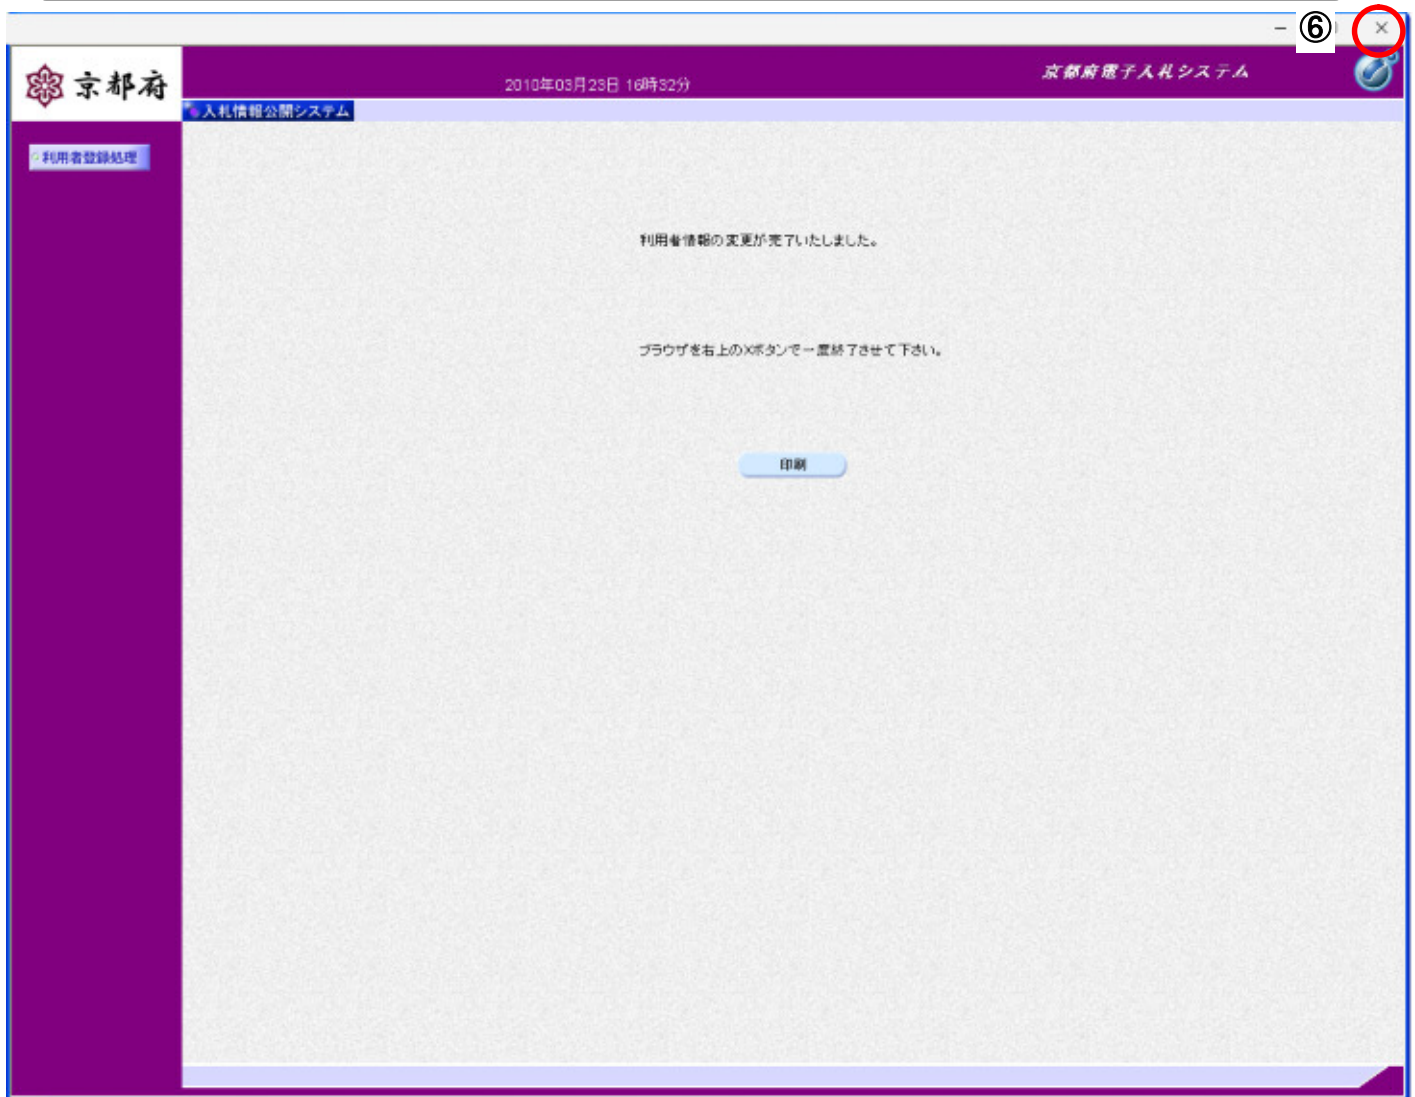 ⑥
京都府
2010年03月23日 16時32分
京都府電子入札システム
入札情報公開システム
利用者登録処理
利用者情報の変更が完了いたしました。
ブラウザを右上の×ボタンで一度終了させて下さい。
印刷